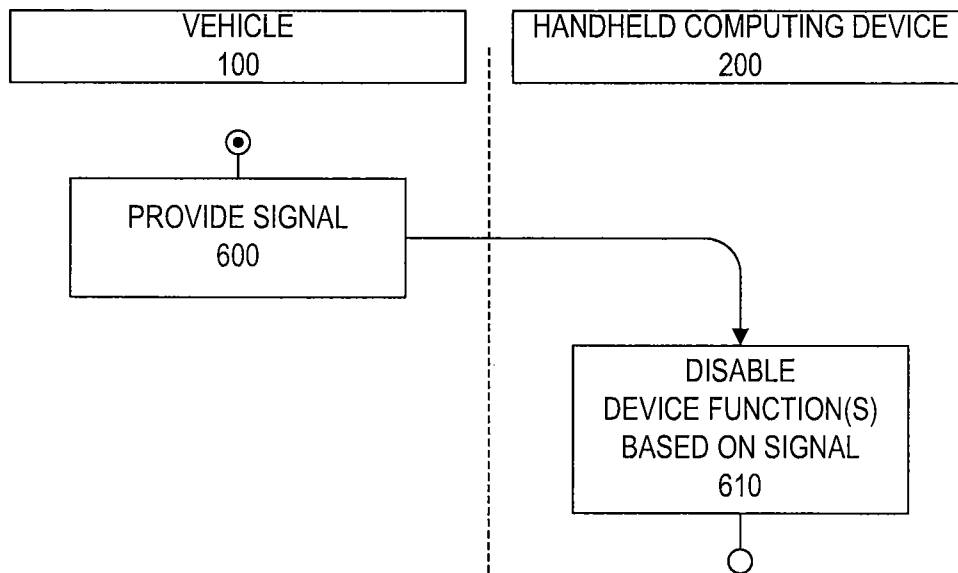 VEHICLE
100
HANDHELD COMPUTING DEVICE
200
PROVIDE SIGNAL
600
DISABLE
DEVICE FUNCTION(S)
BASED ON SIGNAL
610